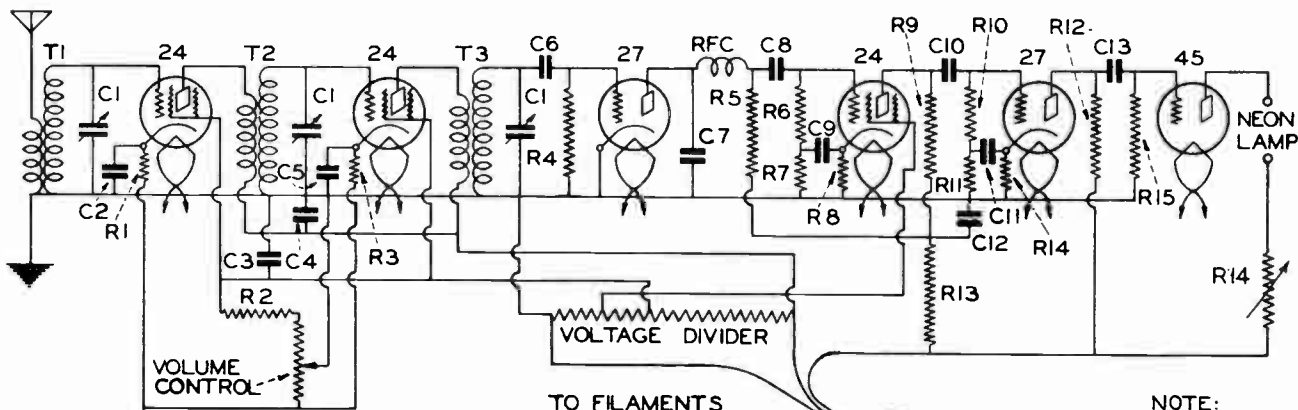 T1
24
T2
24
T3
C6
27
RFC
C8
24
R9
C10
R10
27
R12
C13
45
C1
C1
C1
R4
C7
R5
R6
C9
R7
R8
R11
C11
C12
R14
R15
NEON
LAMP
C2
R1
C5
C3
C4
R3
R13
R14
R2
VOLTAGE DIVIDER
VOLUME
CONTROL
TO FILAMENTS
NOTE: